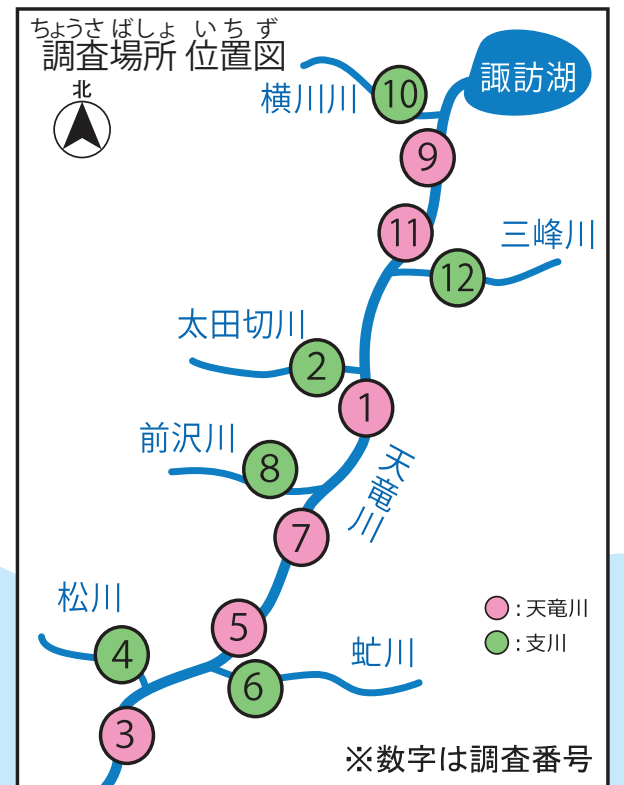 ちょうさばしょ いちず
調査場所 位置図
北
諏訪湖
横川川
10
9
11
三峰川
12
太田切川
2
1
前沢川
8
天竜川
7
松川
5
4
虻川
6
3
:天竜川
:支川
※数字は調査番号